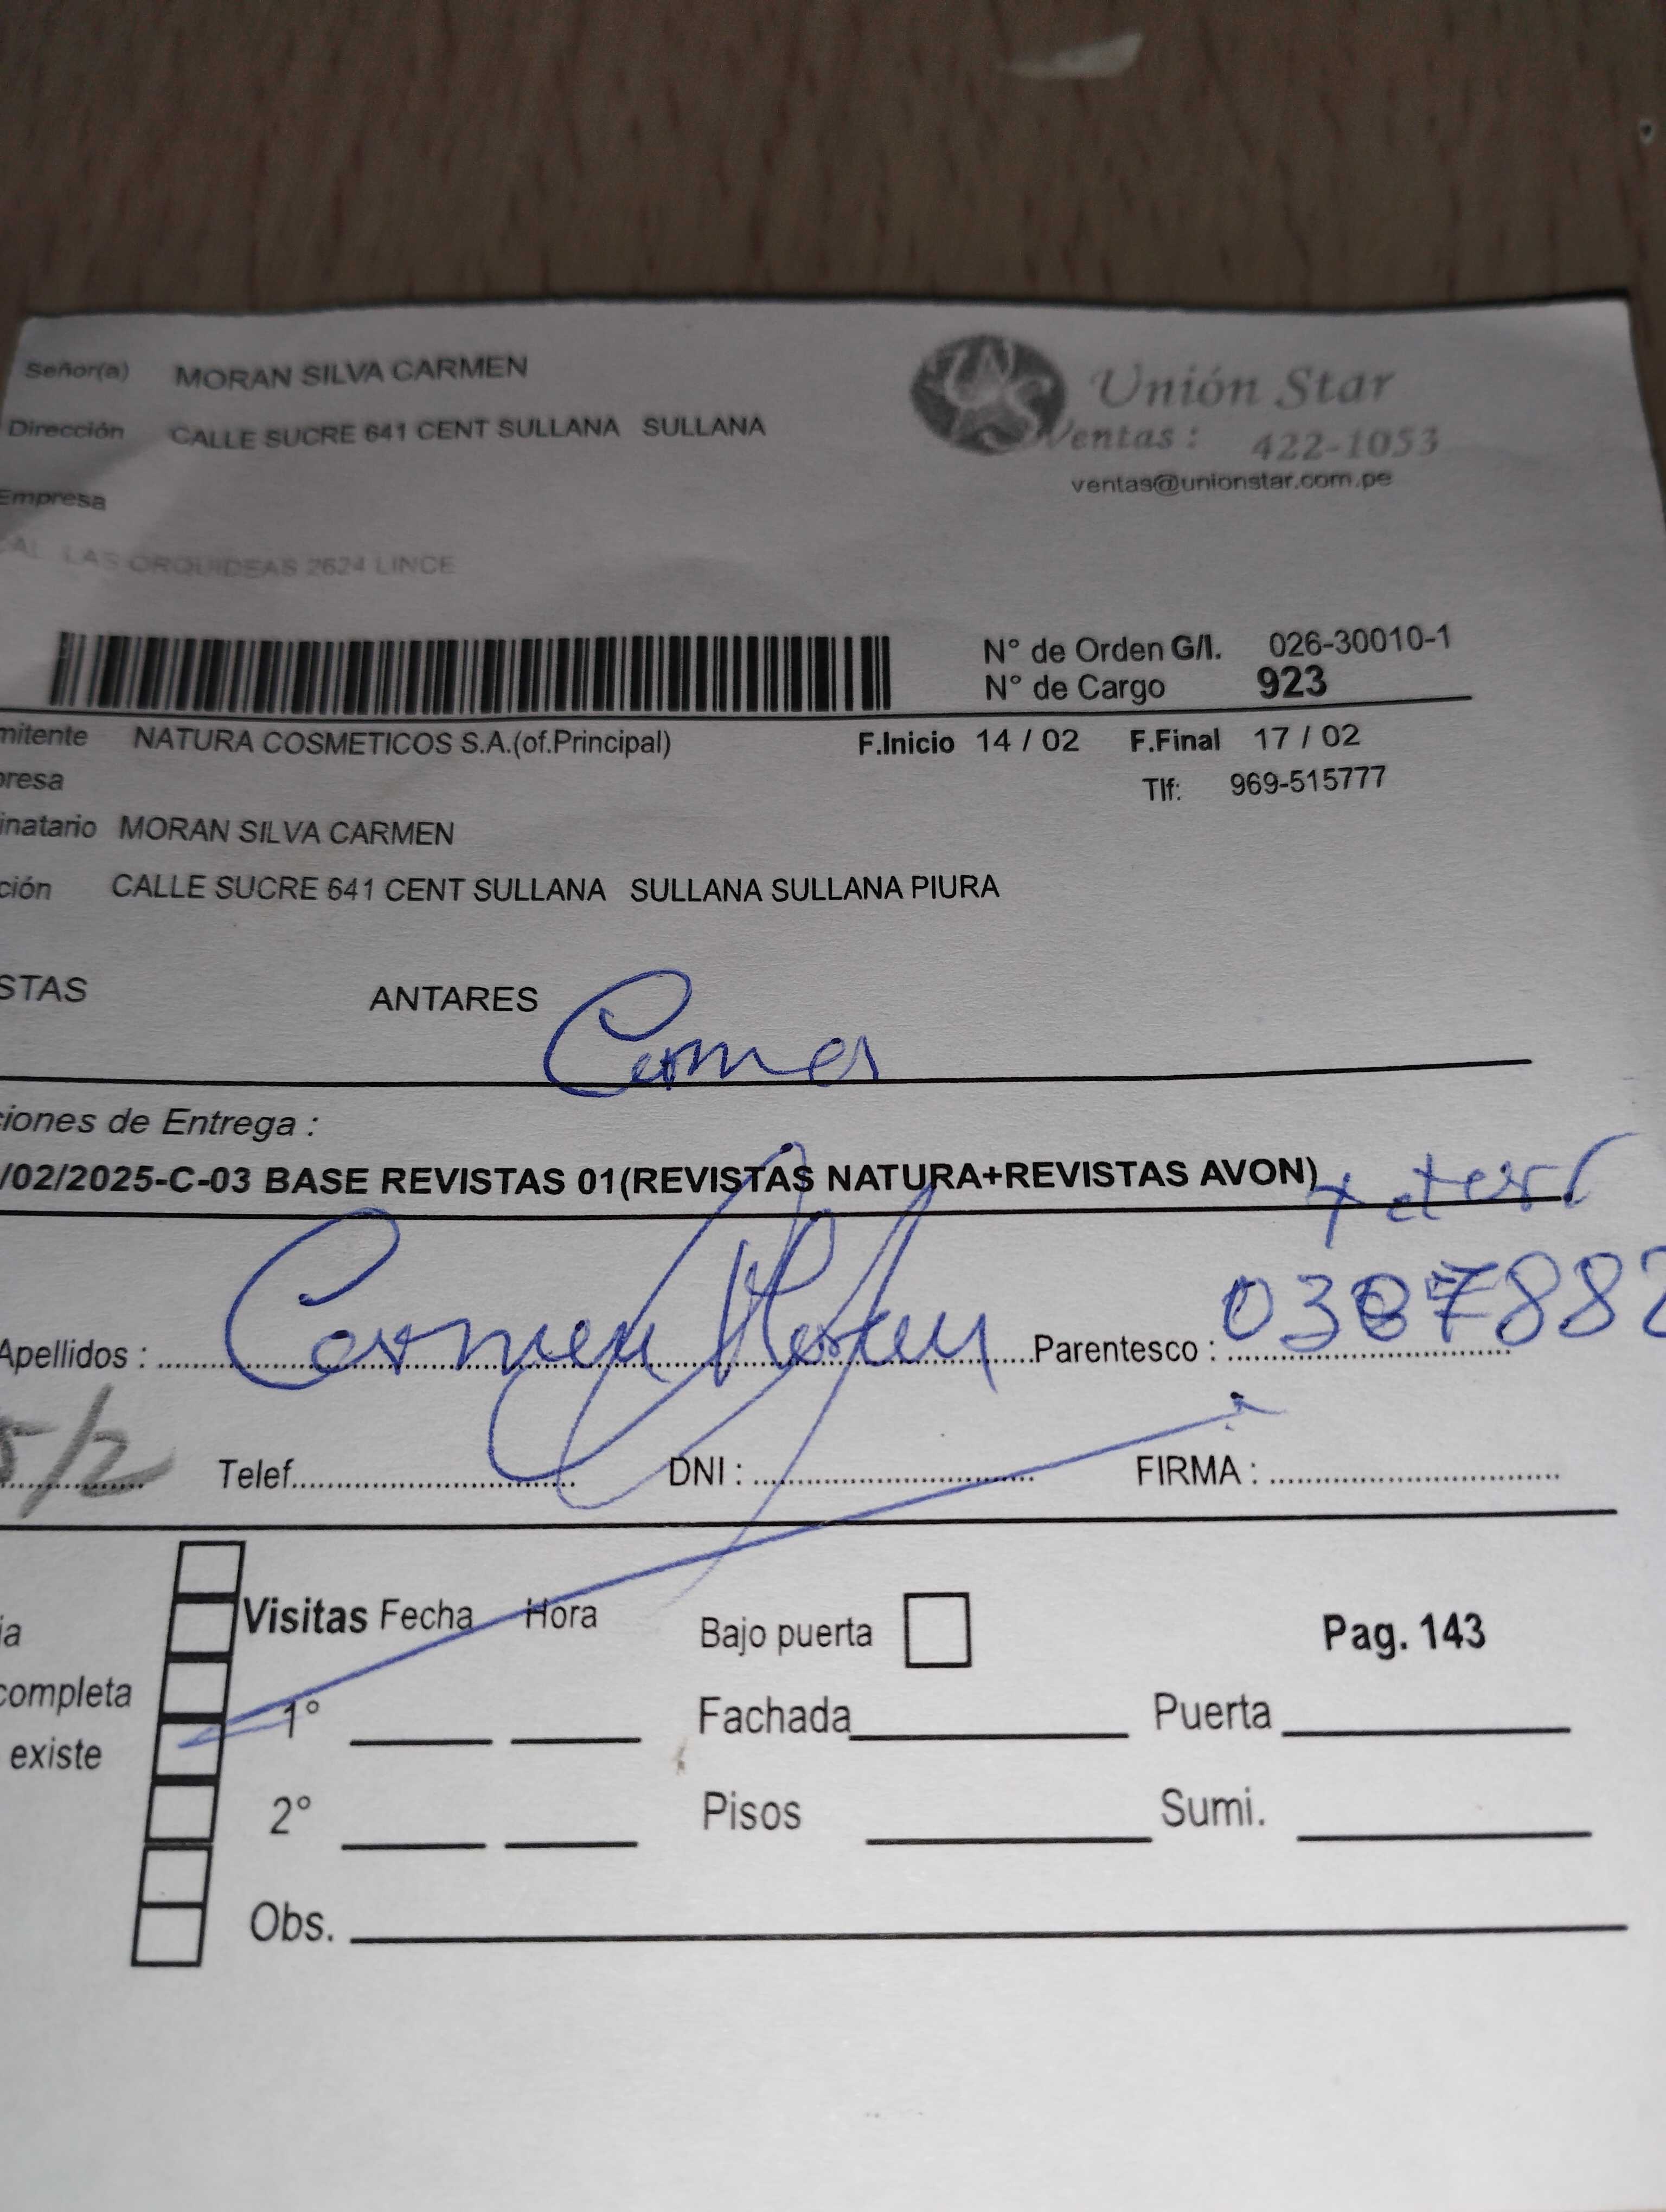 Señor(a) MORAN SILVA CARMEN
Dirección CALLE SUCRE 641 CENT SULLANA SULLANA
Unión Star
Ventas : 422-1053
ventas@unionstar.com.pe
Empresa
AL. LAS ORQUIDEAS 2624 LINCE
N° de Orden G/I. 026-30010-1
N° de Cargo 923
mitente NATURA COSMETICOS S.A.(of.Principal) F.Inicio 14 / 02 F.Final 17 / 02
presa Tlf: 969-515777
inatario MORAN SILVA CARMEN
ción CALLE SUCRE 641 CENT SULLANA SULLANA SULLANA PIURA
STAS ANTARES
ciones de Entrega :
/02/2025-C-03 BASE REVISTAS 01(REVISTAS NATURA+REVISTAS AVON)
Apellidos : Carmen Moran Parentesco :
5/2 Telef. DNI : FIRMA :
Visitas Fecha Hora Bajo puerta Pag. 143
ia
completa 1° Fachada Puerta
existe
2° Pisos Sumi.
Obs.